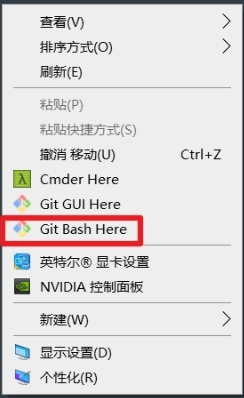 查看(V)
排序方式(O)
刷新(E)
粘贴(P)
粘贴快捷方式(S)
撤消 移动(U) Ctrl+Z
Cmder Here
Git GUI Here
Git Bash Here
英特尔® 显卡设置
NVIDIA 控制面板
新建(W)
显示设置(D)
个性化(R)